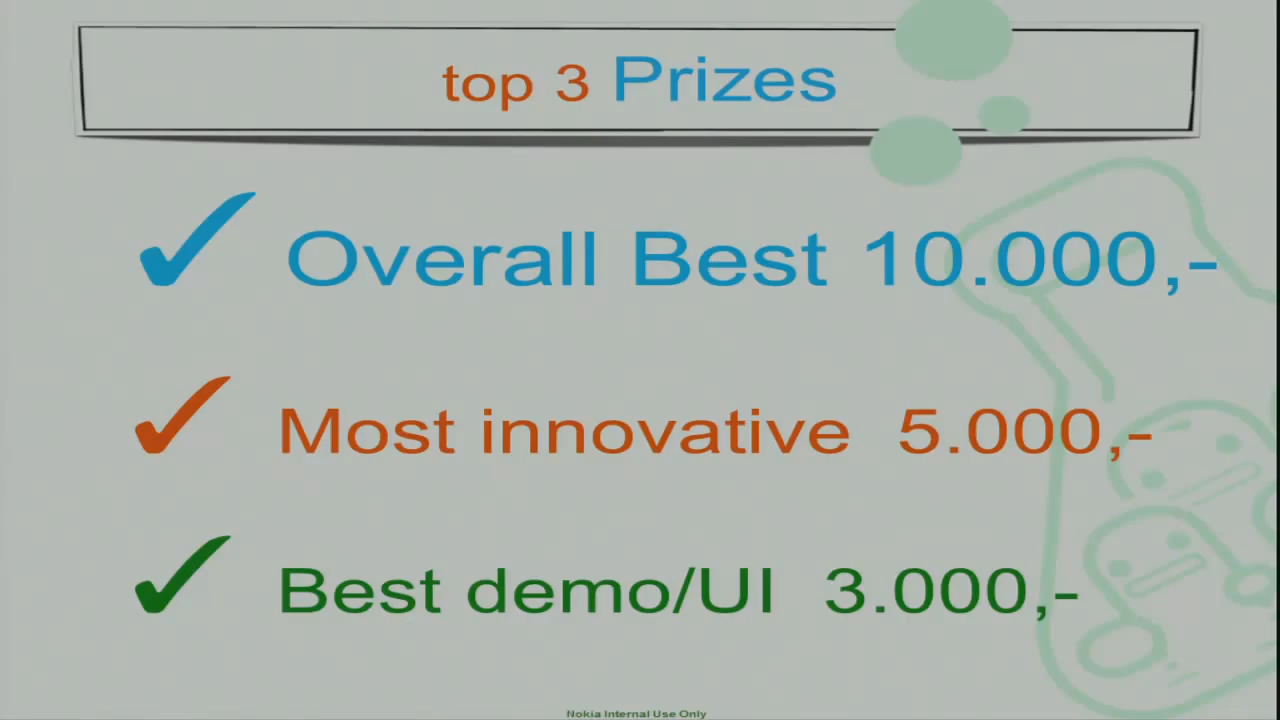 top 3 Prizes
Overall Best 10.000,-
Most innovative 5.000,-
Best demo/UI 3.000,-
Nokia Internal Use Only